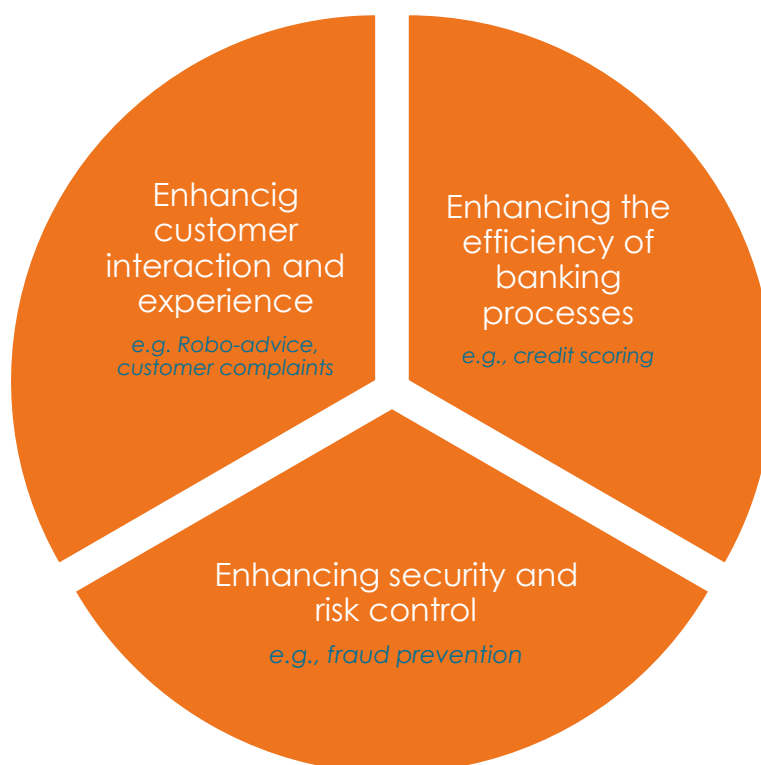 Enhancig
customer
interaction and
experience
e.g. Robo-advice,
customer complaints
Enhancing the
efficiency of
banking
processes
e.g., credit scoring
Enhancing security and
risk control
e.g., fraud prevention